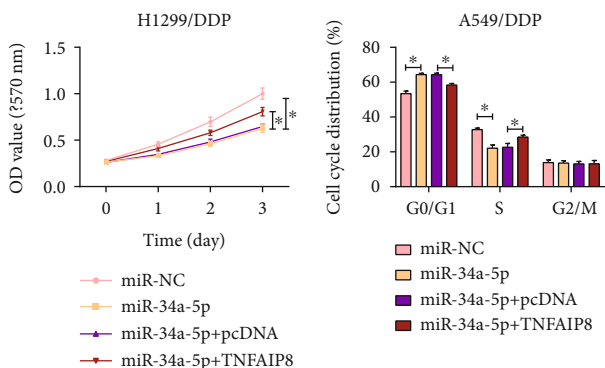 H1299/DDP
OD value (?570 nm)
1.5
1.0
0.5
0.0
0 1 2 3
Time (day)
* *
miR-NC
miR-34a-5p
miR-34a-5p+pcDNA
miR-34a-5p+TNFAIP8
A549/DDP
Cell cycle distribution (%)
80
60
40
20
0
* *
* *
G0/G1 S G2/M
miR-NC
miR-34a-5p
miR-34a-5p+pcDNA
miR-34a-5p+TNFAIP8